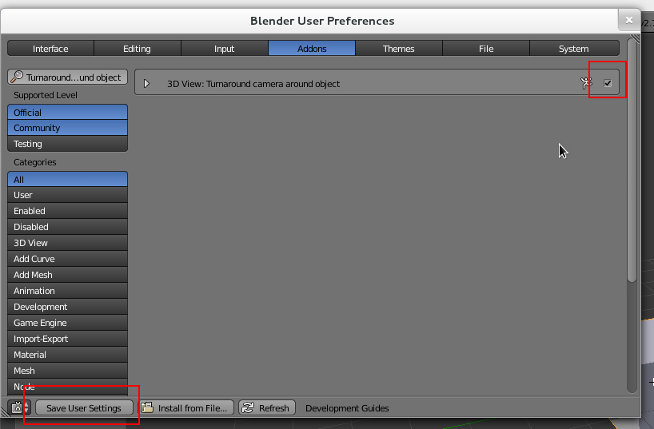 Blender User Preferences
Interface Editing Input Addons Themes File System
Turnaround...und object
3D View: Turnaround camera around object
Supported Level
Official
Community
Testing
Categories
All
User
Enabled
Disabled
3D View
Add Curve
Add Mesh
Animation
Development
Game Engine
Import-Export
Material
Mesh
Node
Save User Settings Install from File... Refresh Development Guides